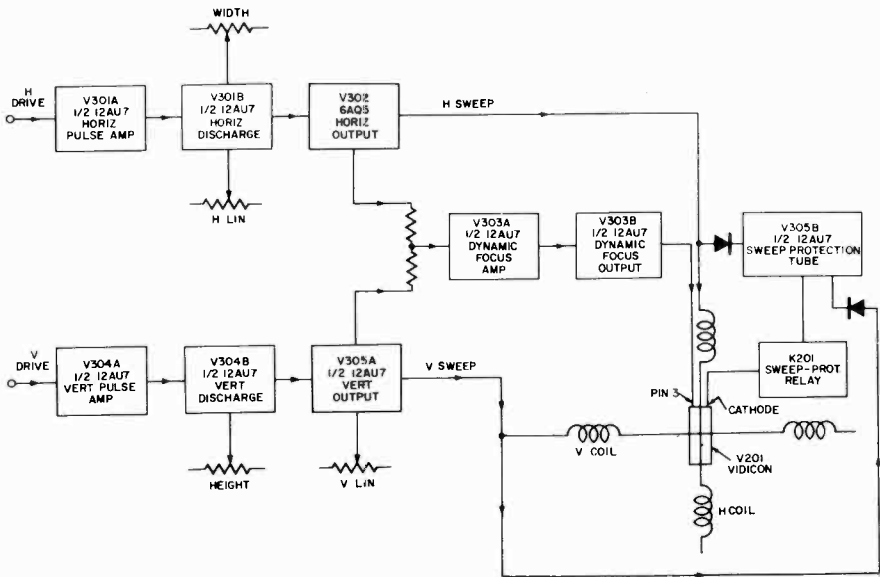 WIDTH
H
DRIVE
V301A
1/2 12AU7
HORIZ
PULSE AMP
V301B
1/2 12AU7
HORIZ
DISCHARGE
V302
6AQ5
HORIZ
OUTPUT
H SWEEP
H LIN
V303A
1/2 12AU7
DYNAMIC
FOCUS
AMP
V303B
1/2 12AU7
DYNAMIC
FOCUS
OUTPUT
V305B
1/2 12AU7
SWEEP PROTECTION
TUBE
V
DRIVE
V304A
1/2 12AU7
VERT PULSE
AMP
V304B
1/2 12AU7
VERT
DISCHARGE
V305A
1/2 12AU7
VERT
OUTPUT
V SWEEP
K201
SWEEP-PROT.
RELAY
PIN 3
CATHODE
V COIL
V201
VIDICON
HEIGHT
V LIN
H COIL